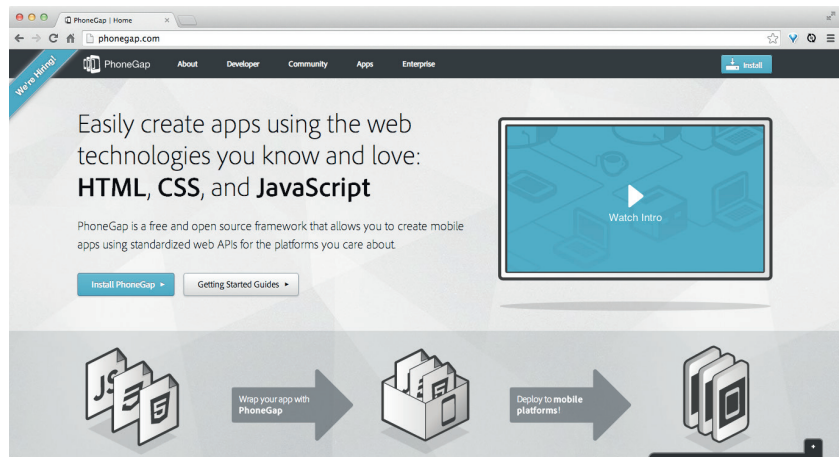 PhoneGap | Home
phonegap.com
We're Hiring!
PhoneGap About Developer Community Apps Enterprise Install
Easily create apps using the web
technologies you know and love:
HTML, CSS, and JavaScript
PhoneGap is a free and open source framework that allows you to create mobile
apps using standardized web APIs for the platforms you care about.
Install PhoneGap
Getting Started Guides
Watch Intro
JS
Wrap your app with
PhoneGap
Deploy to mobile
platforms!